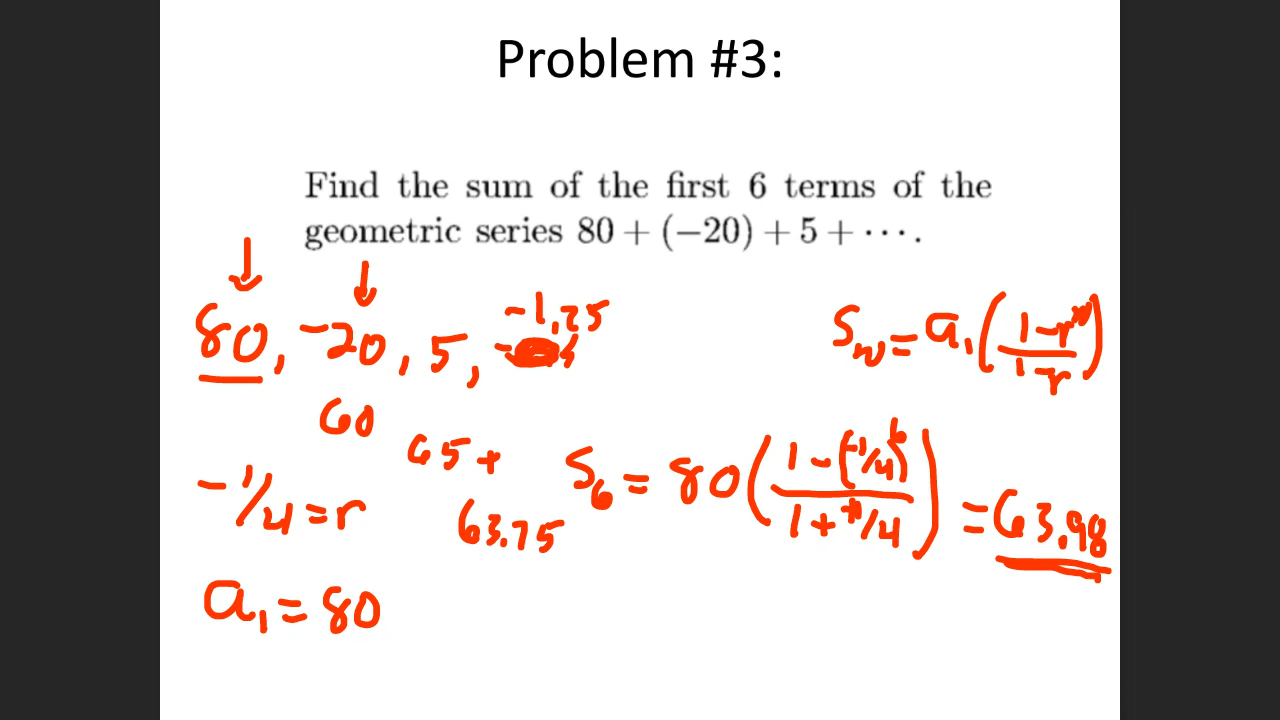 Problem #3:
Find the sum of the first 6 terms of the
geometric series 80 + (−20) + 5 + ⋯.
80, -20, 5, -1.25
60
65+
63.75
-1/4 = r
a₁ = 80
Sₙ = a₁((1-rⁿ)/(1-r))
S₆ = 80((1-(-1/4)⁶)/(1+1/4)) = 63.98